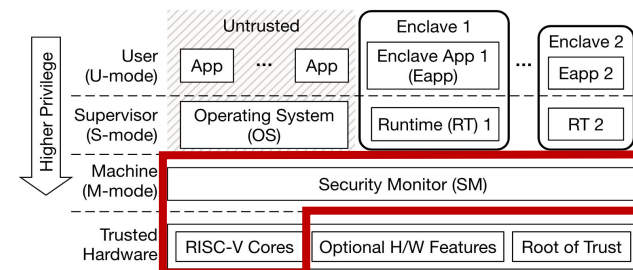 Higher Privilege
Untrusted
Enclave 1
Enclave 2
User
(U-mode)
App
...
App
Enclave App 1
(Eapp)
...
Eapp 2
Supervisor
(S-mode)
Operating System
(OS)
Runtime (RT) 1
RT 2
Machine
(M-mode)
Security Monitor (SM)
Trusted
Hardware
RISC-V Cores
Optional H/W Features
Root of Trust